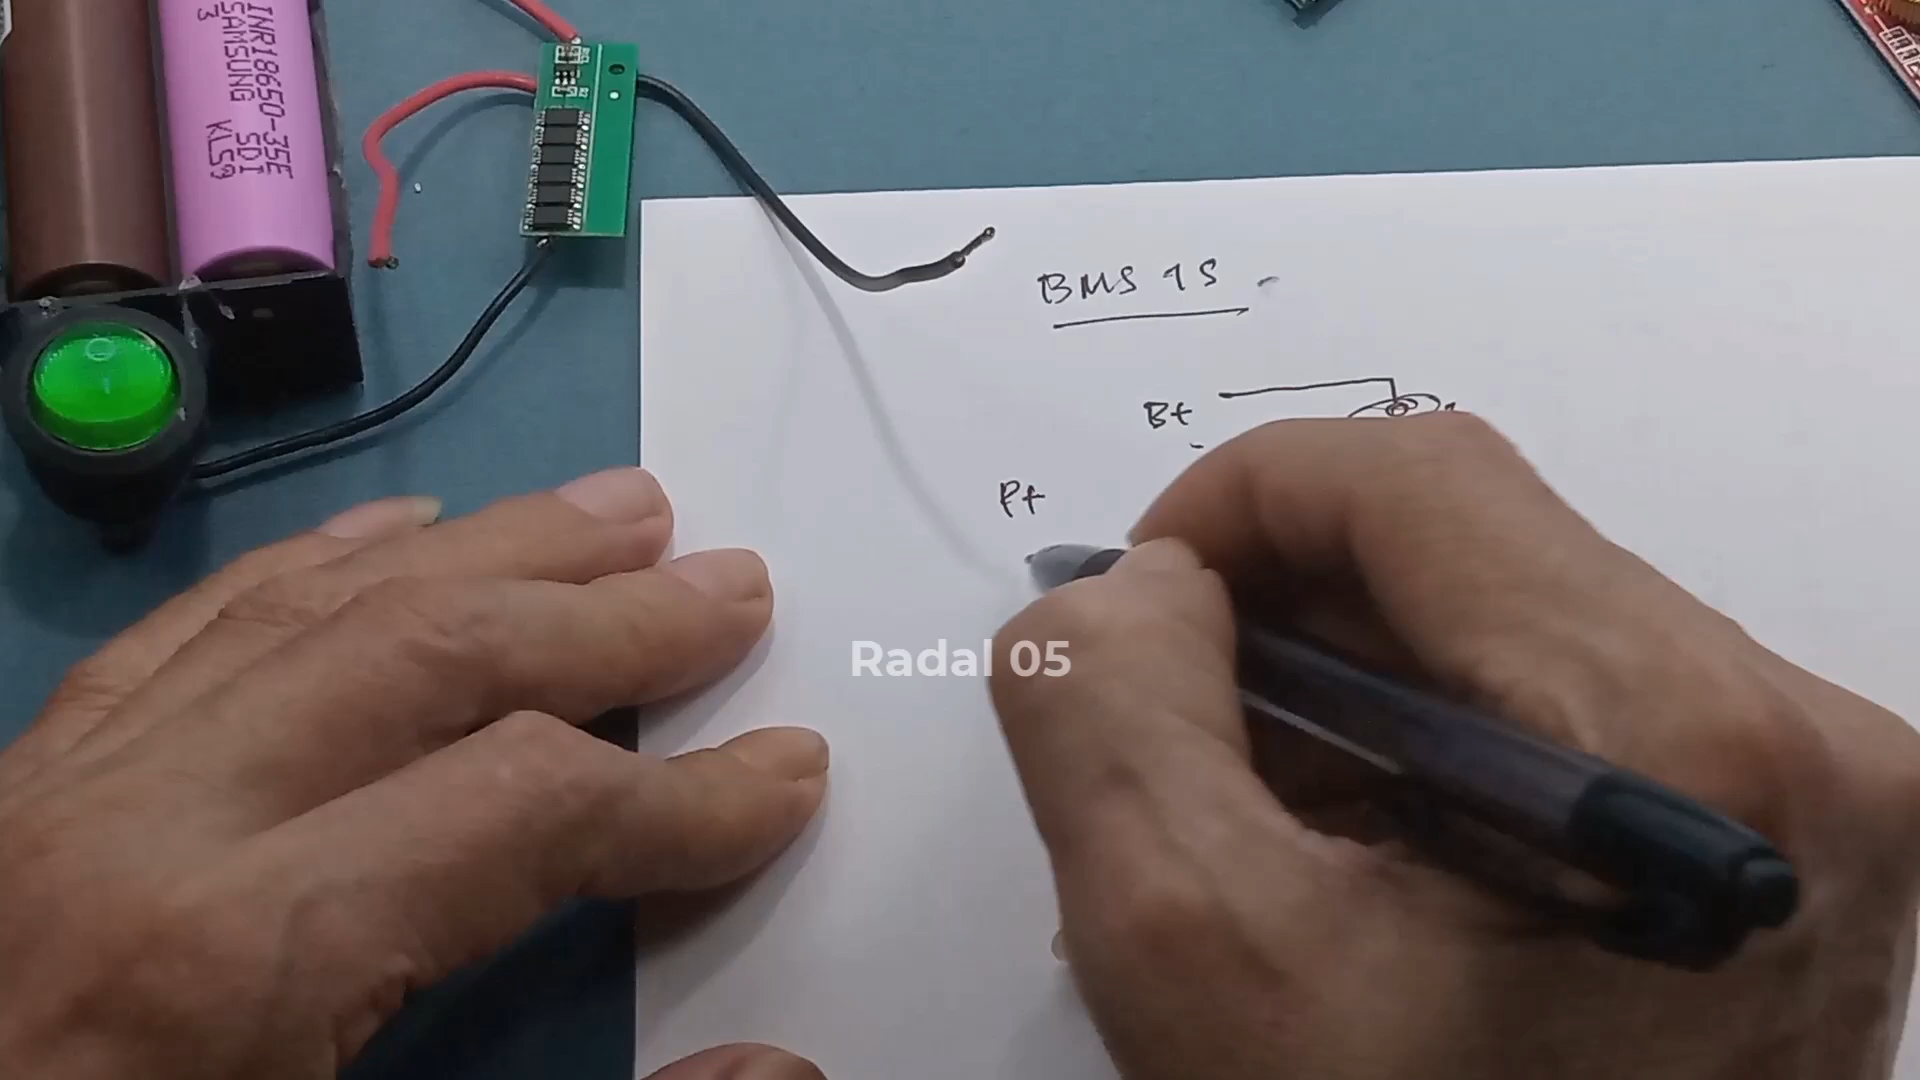 INR18650-35E
SAMSUNG SDI
3 KLS9
BMS 1S
B+
P+
Radal 05